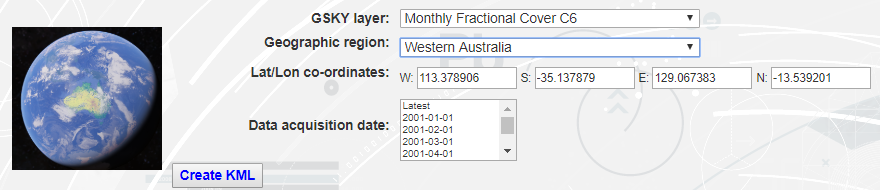 GSKY layer: Monthly Fractional Cover C6
Geographic region: Western Australia
Lat/Lon co-ordinates: W: 113.378906 S: -35.137879 E: 129.067383 N: -13.539201
Data acquisition date:
Latest
2001-01-01
2001-02-01
2001-03-01
2001-04-01
Create KML